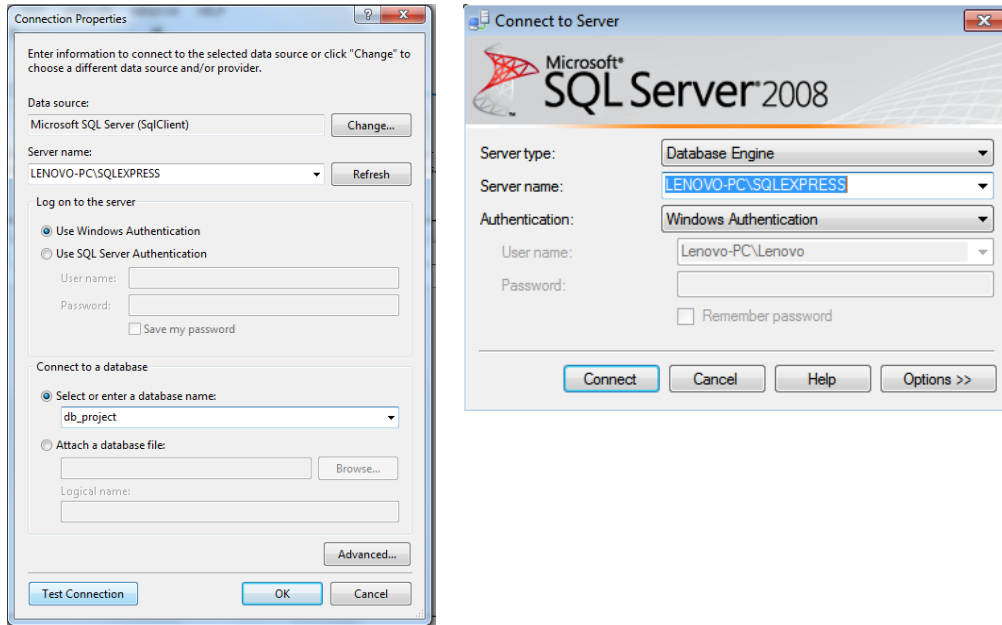 Connection Properties
Enter information to connect to the selected data source or click "Change" to
choose a different data source and/or provider.
Data source:
Microsoft SQL Server (SqlClient)
Change...
Server name:
LENOVO-PC\SQLEXPRESS
Refresh
Log on to the server
Use Windows Authentication
Use SQL Server Authentication
User name:
Password:
Save my password
Connect to a database
Select or enter a database name:
db_project
Attach a database file:
Browse...
Logical name:
Advanced...
Test Connection
OK
Cancel
Connect to Server
Microsoft®
SQL Server® 2008
Server type:
Database Engine
Server name:
LENOVO-PC\SQLEXPRESS
Authentication:
Windows Authentication
User name:
Lenovo-PC\Lenovo
Password:
Remember password
Connect
Cancel
Help
Options >>